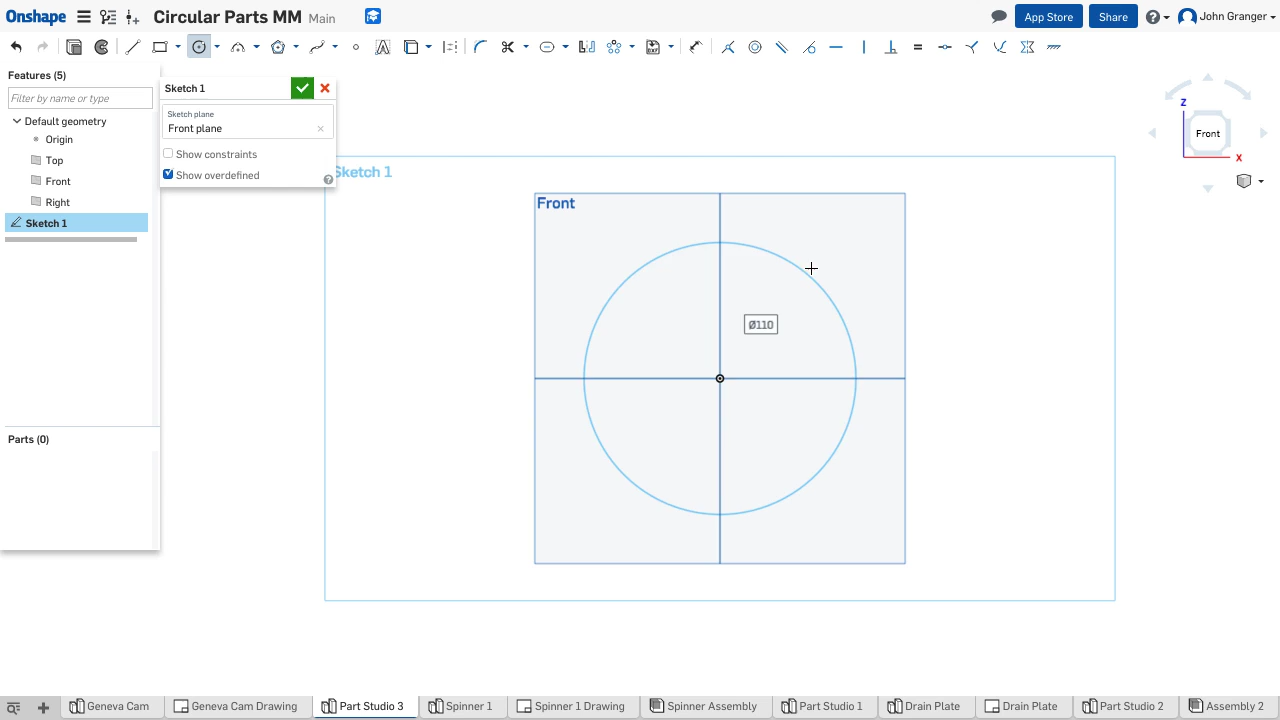 Onshape
Circular Parts MM Main
App Store
Share
John Granger
Features (5)
Filter by name or type
Default geometry
Origin
Top
Front
Right
Sketch 1
Parts (0)
Sketch 1
Sketch plane
Front plane
Show constraints
Show overdefined
Sketch 1
Front
Ø110
Z
Front
X
Geneva Cam
Geneva Cam Drawing
Part Studio 3
Spinner 1
Spinner 1 Drawing
Spinner Assembly
Part Studio 1
Drain Plate
Drain Plate
Part Studio 2
Assembly 2